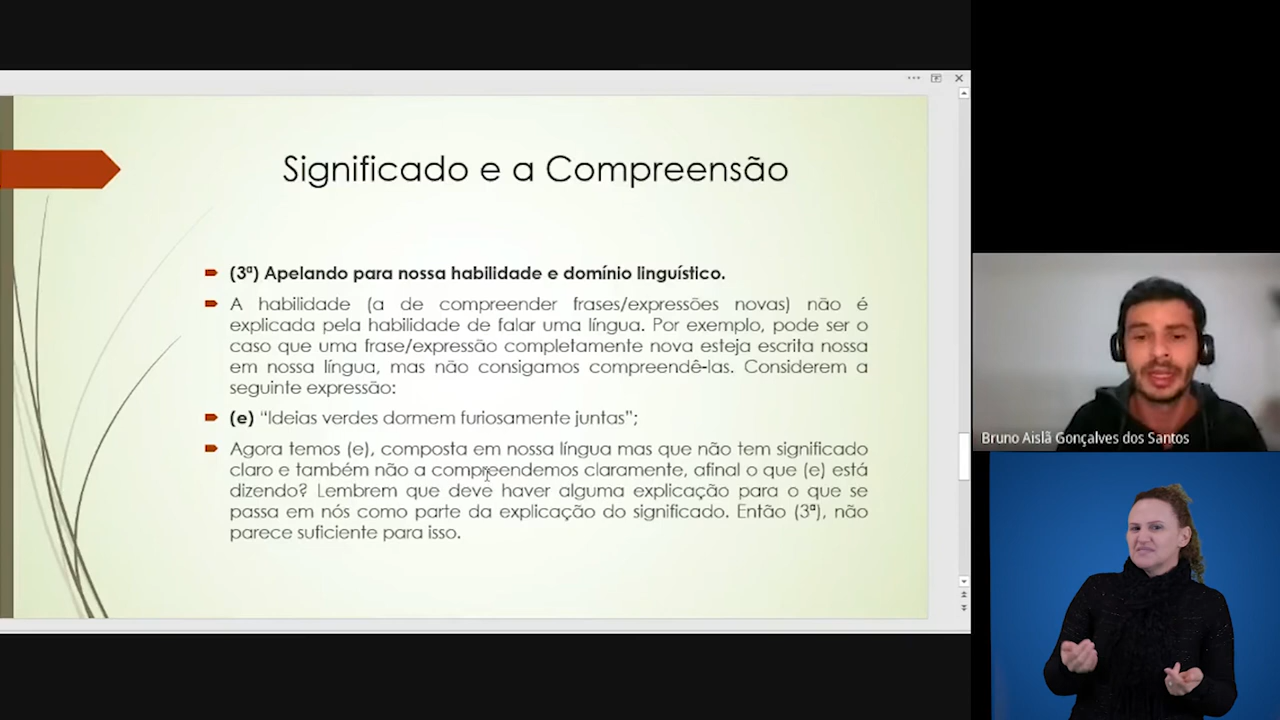 Significado e a Compreensão
(3ª) Apelando para nossa habilidade e domínio linguístico.
A habilidade (a de compreender frases/expressões novas) não é
explicada pela habilidade de falar uma língua. Por exemplo, pode ser o
caso que uma frase/expressão completamente nova esteja escrita nossa
em nossa língua, mas não consigamos compreendê-las. Considerem a
seguinte expressão:
(e) “Ideias verdes dormem furiosamente juntas”;
Agora temos (e), composta em nossa língua mas que não tem significado
claro e também não a compreendemos claramente, afinal o que (e) está
dizendo? Lembrem que deve haver alguma explicação para o que se
passa em nós como parte da explicação do significado. Então (3ª), não
parece suficiente para isso.
Bruno Aislã Gonçalves dos Santos